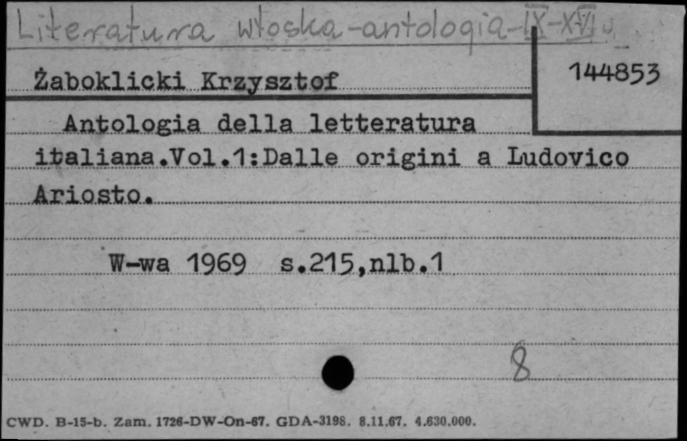 Literatura włoska-antologia-IX-XVI w.
Żaboklicki Krzysztof
144853
Antologia della letteratura
italiana.Vol.1:Dalle origini a Ludovico
Ariosto.
W-wa 1969 s.215,nlb.1
8
CWD. B-15-b. Zam. 1726-DW-On-67. GDA-3198. 8.11.67. 4.630.000.